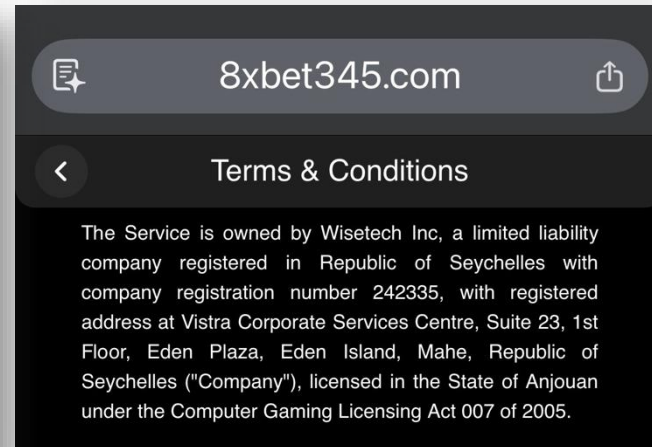 8xbet345.com
Terms & Conditions
The Service is owned by Wisetech Inc, a limited liability
company registered in Republic of Seychelles with
company registration number 242335, with registered
address at Vistra Corporate Services Centre, Suite 23, 1st
Floor, Eden Plaza, Eden Island, Mahe, Republic of
Seychelles ("Company"), licensed in the State of Anjouan
under the Computer Gaming Licensing Act 007 of 2005.